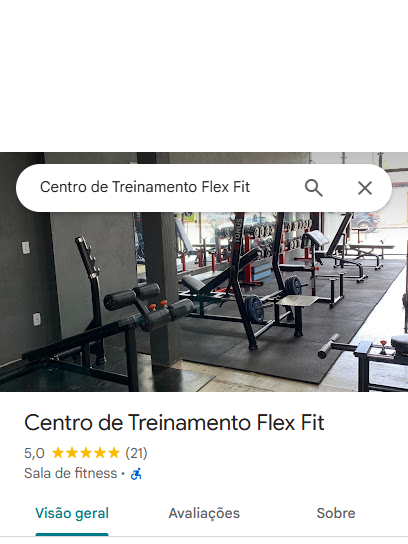 Centro de Treinamento Flex Fit
Centro de Treinamento Flex Fit
5,0 ★★★★★ (21)
Sala de fitness ·
Visão geral Avaliações Sobre